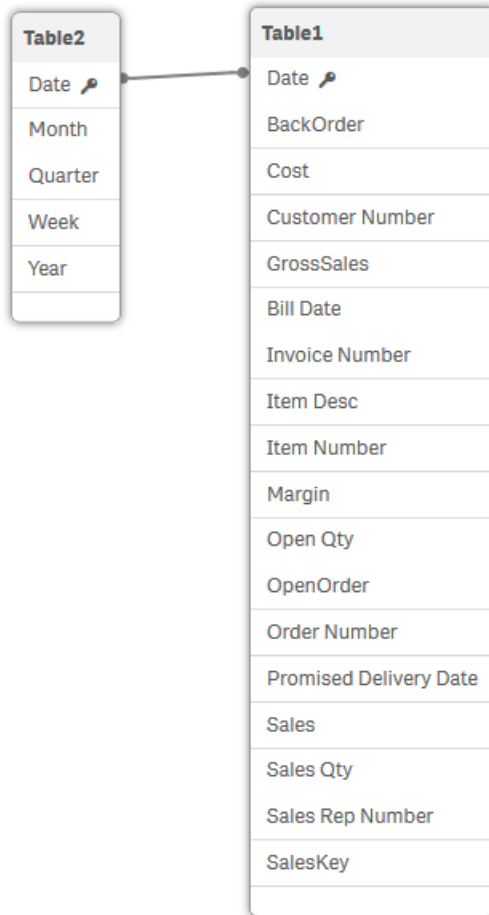 Table2
Date
Month
Quarter
Week
Year
Table1
Date
BackOrder
Cost
Customer Number
GrossSales
Bill Date
Invoice Number
Item Desc
Item Number
Margin
Open Qty
OpenOrder
Order Number
Promised Delivery Date
Sales
Sales Qty
Sales Rep Number
SalesKey